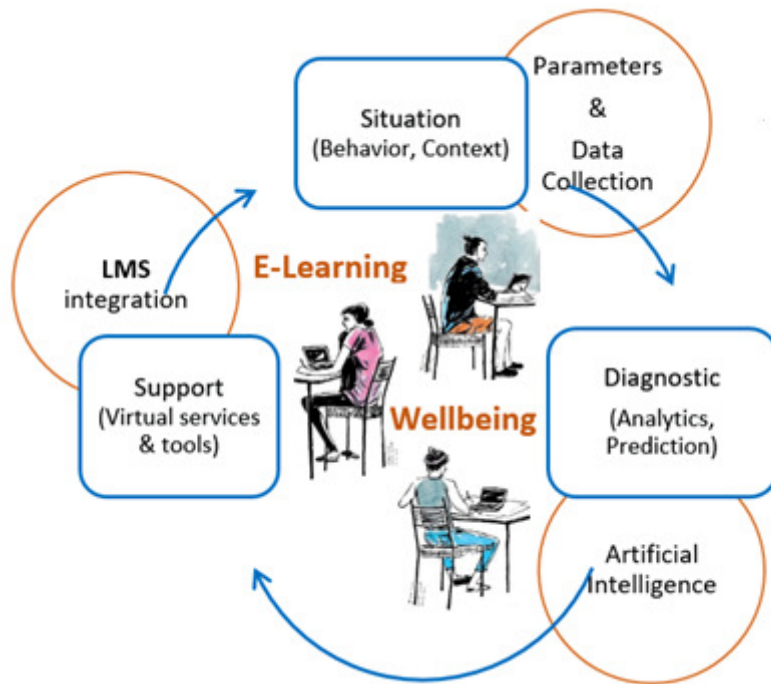 Parameters
&
Data
Collection
Situation
(Behavior, Context)
LMS
integration
E-Learning
Support
(Virtual services
& tools)
Wellbeing
Diagnostic
(Analytics,
Prediction)
Artificial
Intelligence